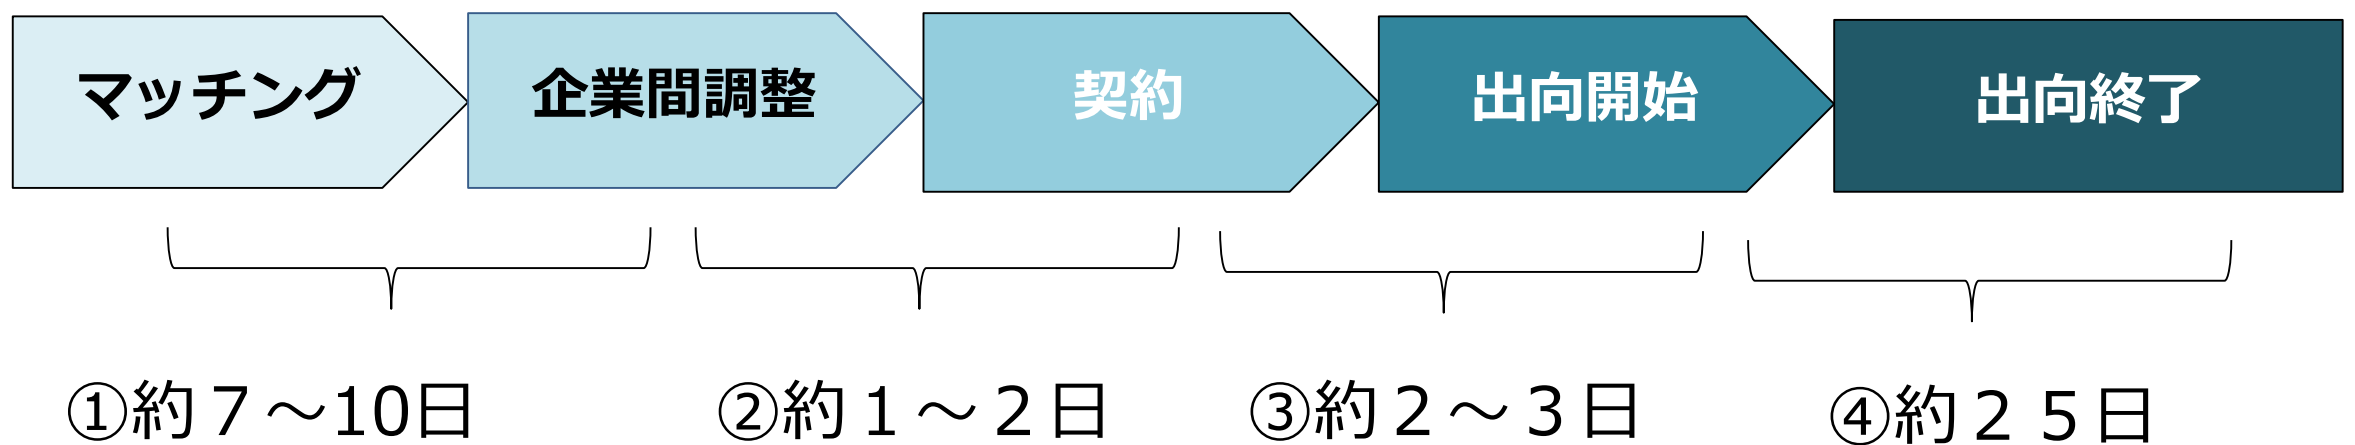 マッチング
企業間調整
契約
出向開始
出向終了
①約７～10日
②約１～２日
③約２～３日
④約２５日